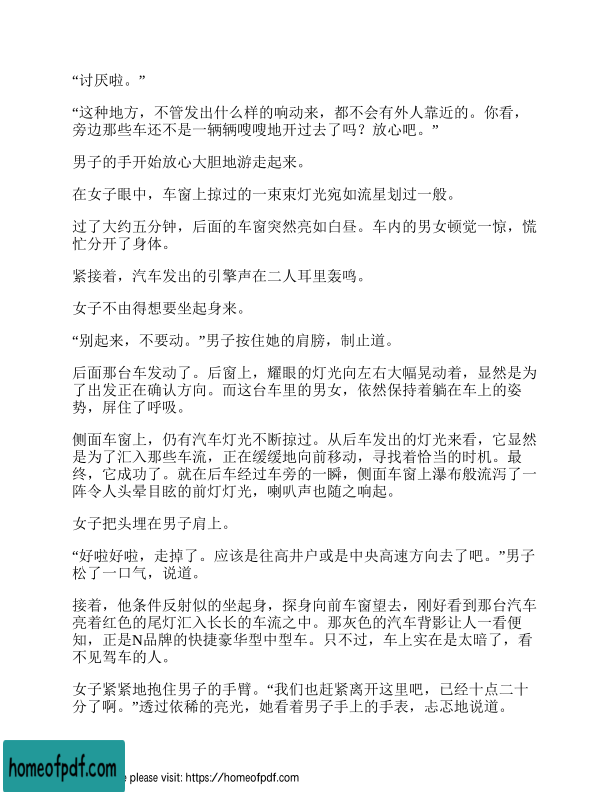 “讨厌啦。”
“这种地方，不管发出什么样的响动来，都不会有外人靠近的。你看，
旁边那些车还不是一辆辆嗖嗖地开过去了吗？放心吧。”
男子的手开始放心大胆地游走起来。
在女子眼中，车窗上掠过的一束束灯光宛如流星划过一般。
过了大约五分钟，后面的车窗突然亮如白昼。车内的男女顿觉一惊，慌
忙分开了身体。
紧接着，汽车发出的引擎声在二人耳里轰鸣。
女子不由得想要坐起身来。
“别起来，不要动。”男子按住她的肩膀，制止道。
后面那台车发动了。后窗上，耀眼的灯光向左右大幅晃动着，显然是为
了出发正在确认方向。而这台车里的男女，依然保持着躺在车上的姿
势，屏住了呼吸。
侧面车窗上，仍有汽车灯光不断掠过。从后车发出的灯光来看，它显然
是为了汇入那些车流，正在缓缓地向前移动，寻找着恰当的时机。最
终，它成功了。就在后车经过车旁的一瞬，侧面车窗上瀑布般流泻了一
阵令人头晕目眩的前灯灯光，喇叭声也随之响起。
女子把头埋在男子肩上。
“好啦好啦，走掉了。应该是往高井户或是中央高速方向去了吧。”男子
松了一口气，说道。
接着，他条件反射似的坐起身，探身向前车窗望去，刚好看到那台汽车
亮着红色的尾灯汇入长长的车流之中。那灰色的汽车背影让人一看便
知，正是N品牌的快捷豪华型中型车。只不过，车上实在是太暗了，看
不见驾车的人。
女子紧紧地抱住男子的手臂。“我们也赶紧离开这里吧，已经十点二十
分了啊。”透过依稀的亮光，她看着男子手上的手表，忐忑地说道。
homeofpdf.com
e please visit: https://homeofpdf.com